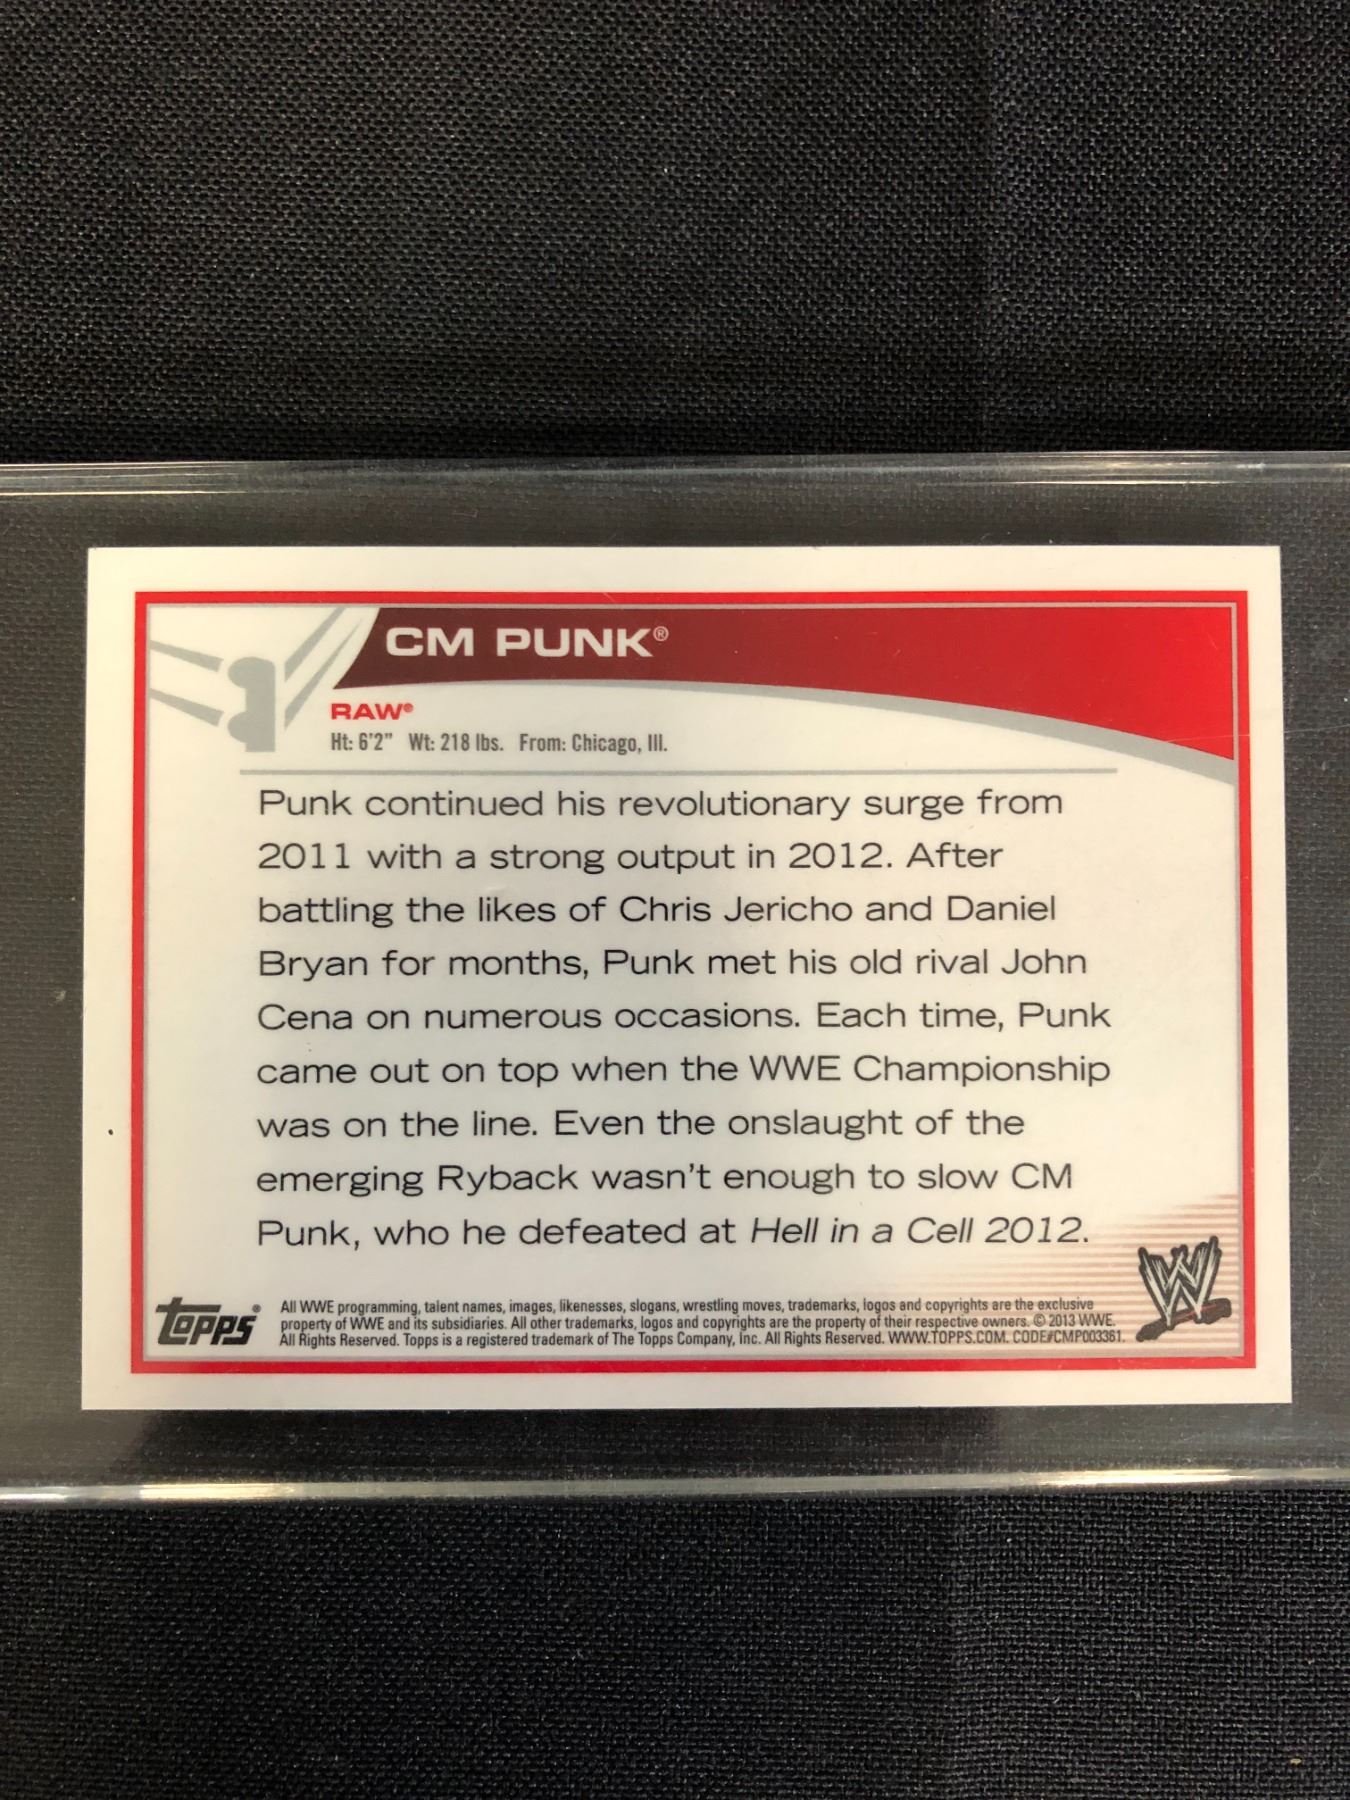 CM PUNK®
RAW®
Ht: 6'2" Wt: 218 lbs. From: Chicago, Ill.
Punk continued his revolutionary surge from
2011 with a strong output in 2012. After
battling the likes of Chris Jericho and Daniel
Bryan for months, Punk met his old rival John
Cena on numerous occasions. Each time, Punk
came out on top when the WWE Championship
was on the line. Even the onslaught of the
emerging Ryback wasn't enough to slow CM
Punk, who he defeated at Hell in a Cell 2012.
topps®
All WWE programming, talent names, images, likenesses, slogans, wrestling moves, trademarks, logos and copyrights are the exclusive
property of WWE and its subsidiaries. All other trademarks, logos and copyrights are the property of their respective owners. © 2013 WWE.
All Rights Reserved. Topps is a registered trademark of The Topps Company, Inc. All Rights Reserved. WWW.TOPPS.COM. CODE#CMP003361.
W